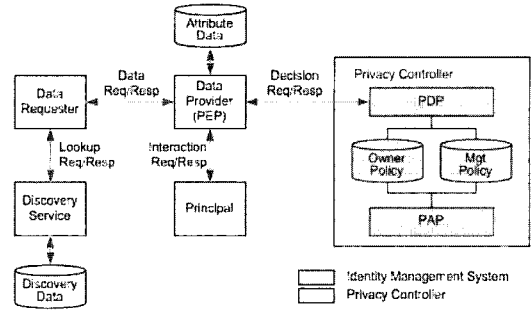 Attribute
Data
Data
Req/Resp
Decision
Req/Resp
Privacy Controller
Data
Requester
Data
Provider
(PEP)
PDP
Lookup
Req/Resp
Interaction
Req/Resp
Owner
Policy
Mgt
Policy
Discovery
Service
Principal
PAP
Discovery
Data
Identity Management System
Privacy Controller